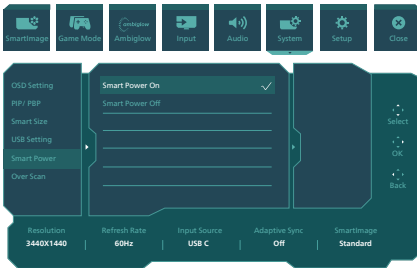 SmartImage
Game Mode
ambiglow
Ambiglow
Input
Audio
System
Setup
Close
OSD Setting
PIP/ PBP
Smart Size
USB Setting
Smart Power
Over Scan
Smart Power On
Smart Power Off
Select
OK
Back
Resolution
Refresh Rate
Input Source
Adaptive Sync
SmartImage
3440X1440
60Hz
USB C
Off
Standard